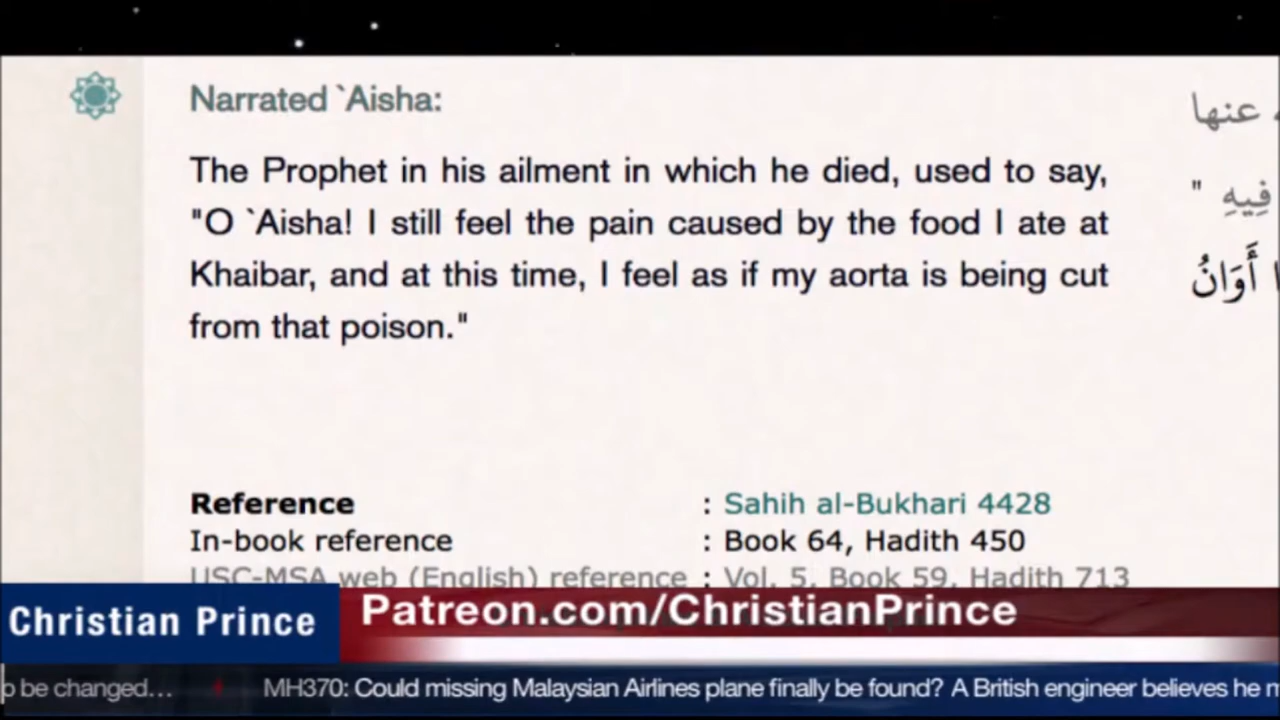 Narrated `Aisha:
عنها
The Prophet in his ailment in which he died, used to say,
" فِيهِ
"O `Aisha! I still feel the pain caused by the food I ate at
Khaibar, and at this time, I feel as if my aorta is being cut
أَوَانُ
from that poison."
Reference : Sahih al-Bukhari 4428
In-book reference : Book 64, Hadith 450
USC-MSA web (English) reference : Vol. 5, Book 59, Hadith 713
Christian Prince
Patreon.com/ChristianPrince
be changed... MH370: Could missing Malaysian Airlines plane finally be found? A British engineer believes he